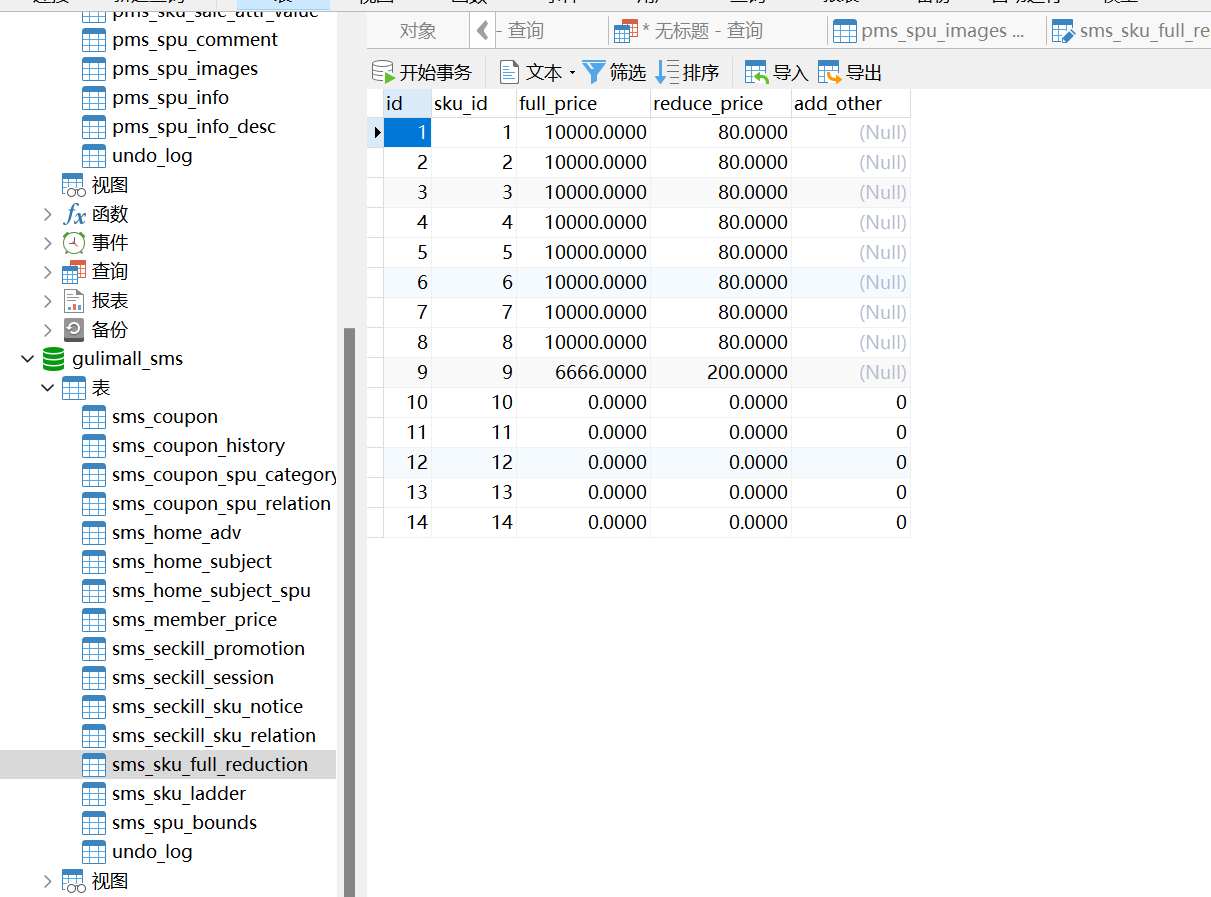 pms_sku_sale_attr_value
pms_spu_comment
pms_spu_images
pms_spu_info
pms_spu_info_desc
undo_log
视图
fx 函数
事件
查询
报表
备份
gulimall_sms
表
sms_coupon
sms_coupon_history
sms_coupon_spu_category
sms_coupon_spu_relation
sms_home_adv
sms_home_subject
sms_home_subject_spu
sms_member_price
sms_seckill_promotion
sms_seckill_session
sms_seckill_sku_notice
sms_seckill_sku_relation
sms_sku_full_reduction
sms_sku_ladder
sms_spu_bounds
undo_log
视图
对象 - 查询 * 无标题 - 查询 pms_spu_images ... sms_sku_full_re
开始事务 文本 筛选 排序 导入 导出
id sku_id full_price reduce_price add_other
1 1 10000.0000 80.0000 (Null)
2 2 10000.0000 80.0000 (Null)
3 3 10000.0000 80.0000 (Null)
4 4 10000.0000 80.0000 (Null)
5 5 10000.0000 80.0000 (Null)
6 6 10000.0000 80.0000 (Null)
7 7 10000.0000 80.0000 (Null)
8 8 10000.0000 80.0000 (Null)
9 9 6666.0000 200.0000 (Null)
10 10 0.0000 0.0000 0
11 11 0.0000 0.0000 0
12 12 0.0000 0.0000 0
13 13 0.0000 0.0000 0
14 14 0.0000 0.0000 0